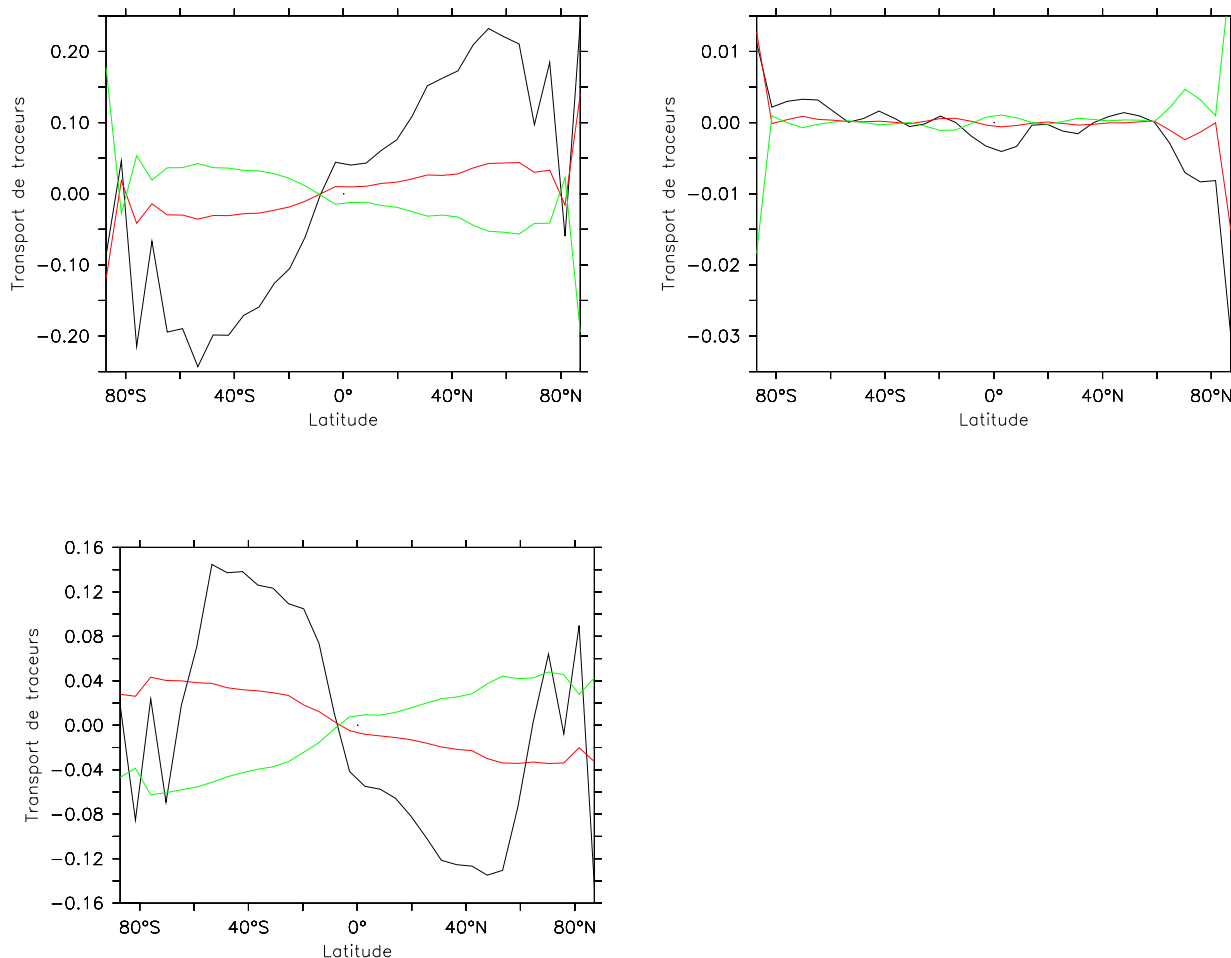 0.20
0.10
0.00
−0.10
−0.20
Transport de traceurs
80°S 40°S 0° 40°N 80°N
Latitude
0.01
0.00
−0.01
−0.02
−0.03
Transport de traceurs
80°S 40°S 0° 40°N 80°N
Latitude
0.16
0.12
0.08
0.04
0.00
−0.04
−0.08
−0.12
−0.16
Transport de traceurs
80°S 40°S 0° 40°N 80°N
Latitude